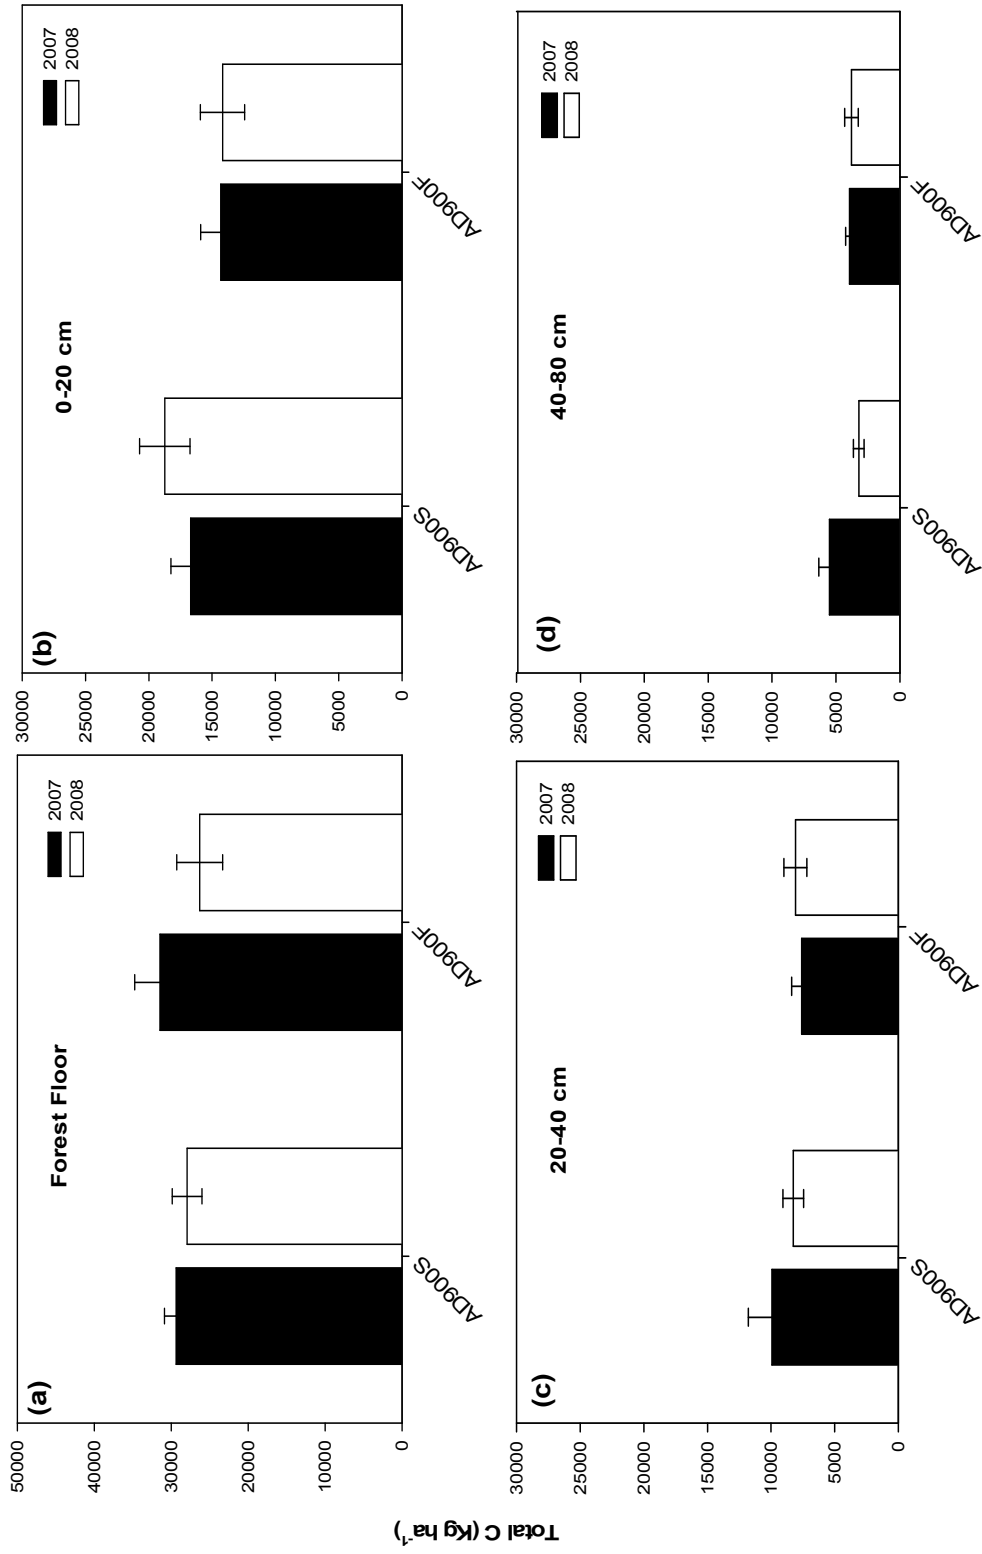 Total C (Kg ha⁻¹)
(a)
Forest Floor
2007
2008
50000
40000
30000
20000
10000
0
AD900S
AD900F
(b)
0-20 cm
2007
2008
30000
25000
20000
15000
10000
5000
0
AD900S
AD900F
(c)
20-40 cm
2007
2008
30000
25000
20000
15000
10000
5000
0
AD900S
AD900F
(d)
40-80 cm
2007
2008
30000
25000
20000
15000
10000
5000
0
AD900S
AD900F